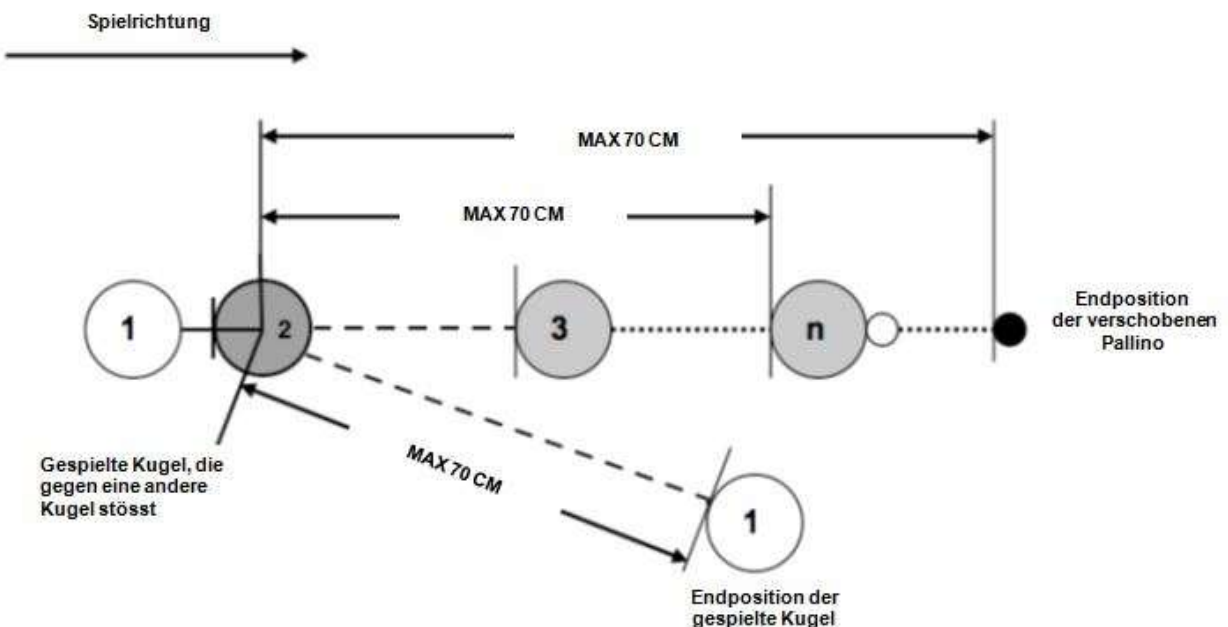 Spielrichtung
MAX 70 CM
MAX 70 CM
1
2
3
n
Endposition
der verschobenen
Pallino
Gespielte Kugel, die
gegen eine andere
Kugel stösst
MAX 70 CM
1
Endposition der
gespielte Kugel